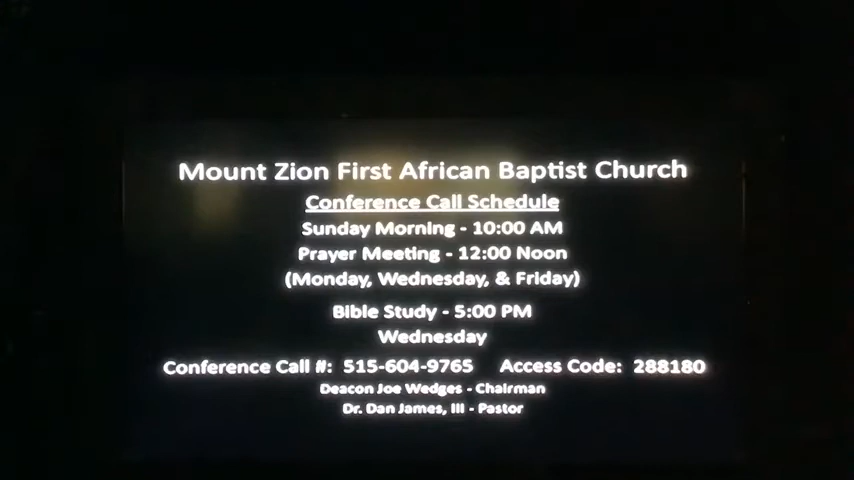 Mount Zion First African Baptist Church
Conference Call Schedule
Sunday Morning - 10:00 AM
Prayer Meeting - 12:00 Noon
(Monday, Wednesday, & Friday)
Bible Study - 5:00 PM
Wednesday
Conference Call #: 515-604-9765 Access Code: 288180
Deacon Joe Wedges - Chairman
Dr. Dan James, III - Pastor